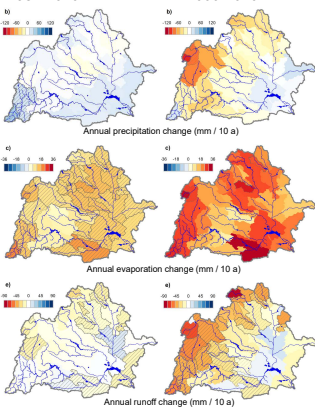 b)
-120 -60 0 60 120
b)
-120 -60 0 60 120
Annual precipitation change (mm / 10 a)
c)
-36 -18 0 18 36
c)
-36 -18 0 18 36
Annual evaporation change (mm / 10 a)
e)
-90 -45 0 45 90
e)
-90 -45 0 45 90
Annual runoff change (mm / 10 a)